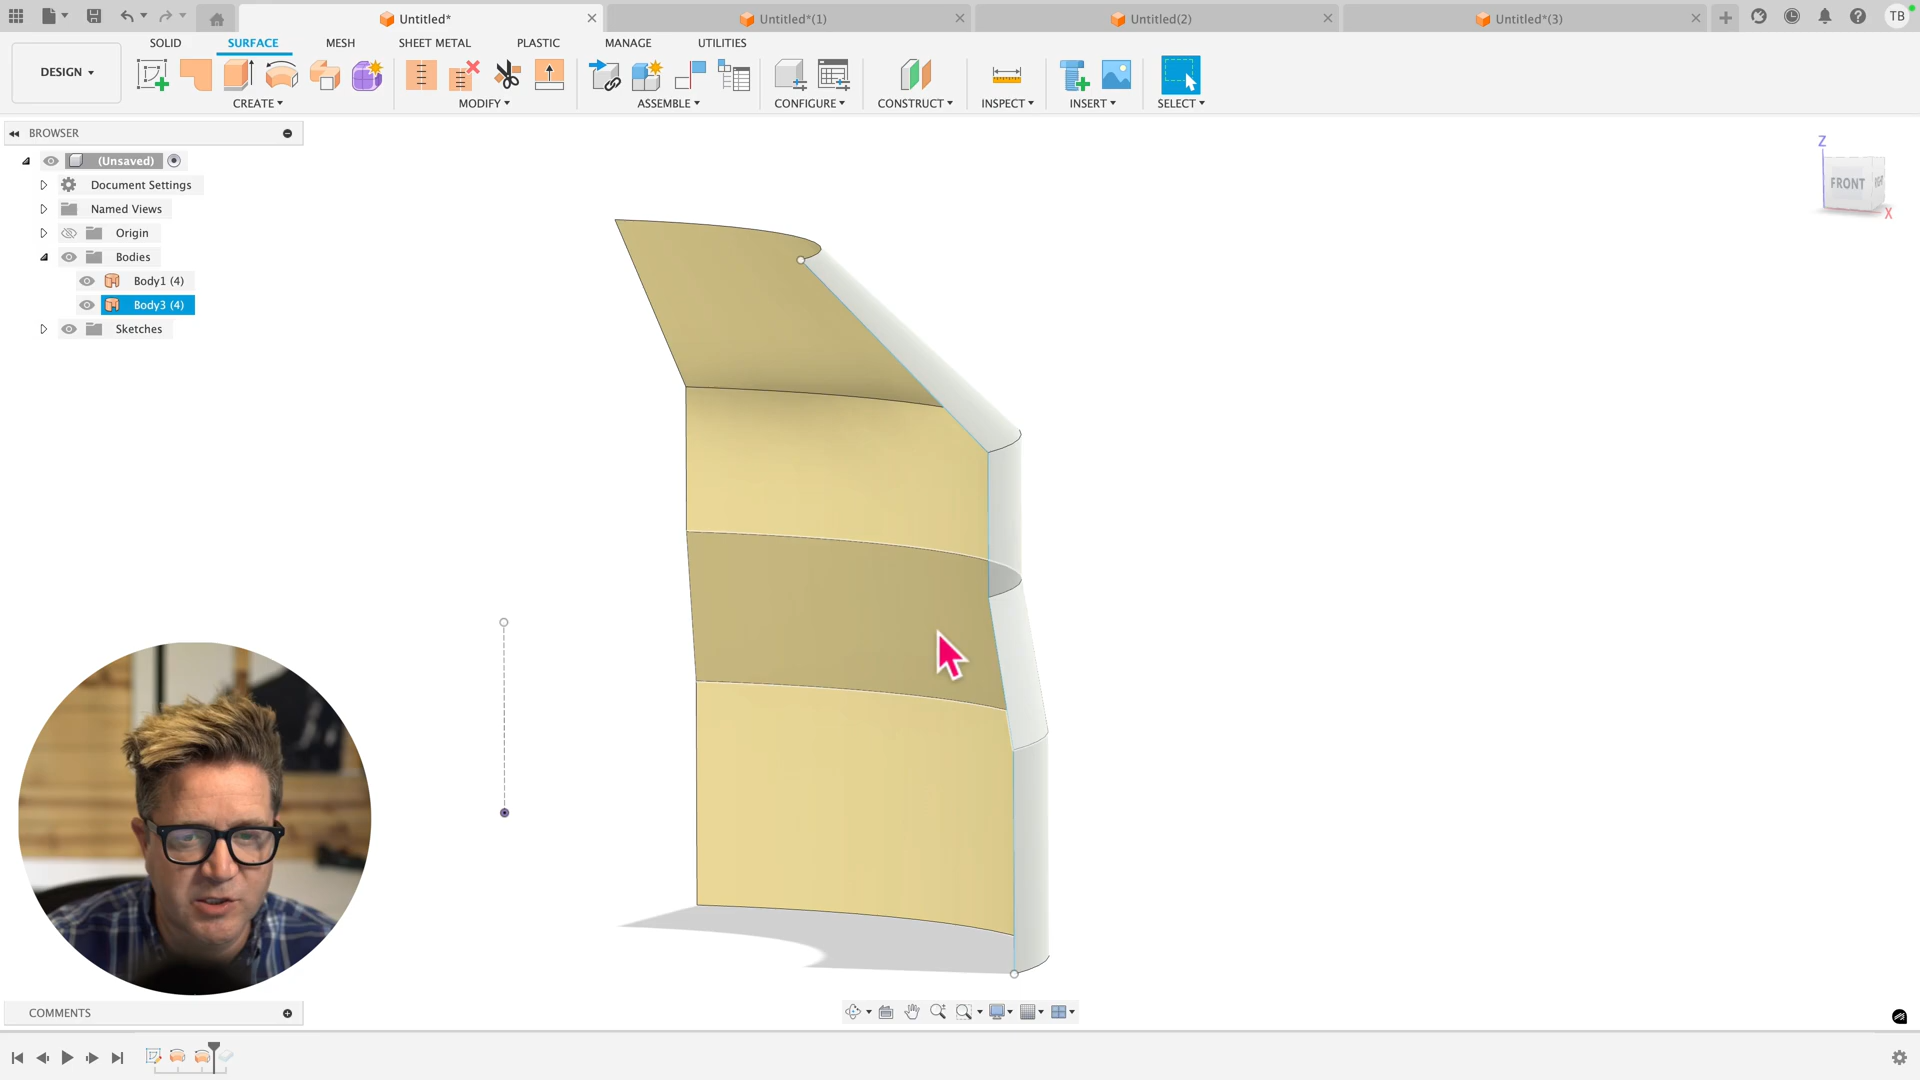 Untitled*
Untitled*(1)
Untitled(2)
Untitled*(3)
TB
DESIGN
SOLID
SURFACE
MESH
SHEET METAL
PLASTIC
MANAGE
UTILITIES
CREATE
MODIFY
ASSEMBLE
CONFIGURE
CONSTRUCT
INSPECT
INSERT
SELECT
BROWSER
(Unsaved)
Document Settings
Named Views
Origin
Bodies
Body1 (4)
Body3 (4)
Sketches
Z
FRONT
X
COMMENTS